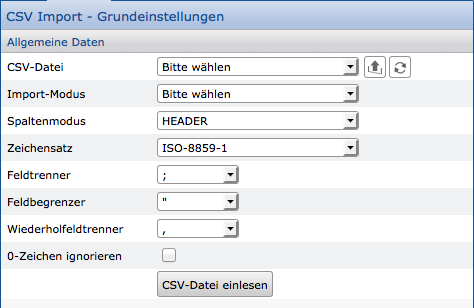 CSV Import - Grundeinstellungen
Allgemeine Daten
CSV-Datei Bitte wählen
Import-Modus Bitte wählen
Spaltenmodus HEADER
Zeichensatz ISO-8859-1
Feldtrenner ;
Feldbegrenzer "
Wiederholfeldtrenner ,
0-Zeichen ignorieren
CSV-Datei einlesen